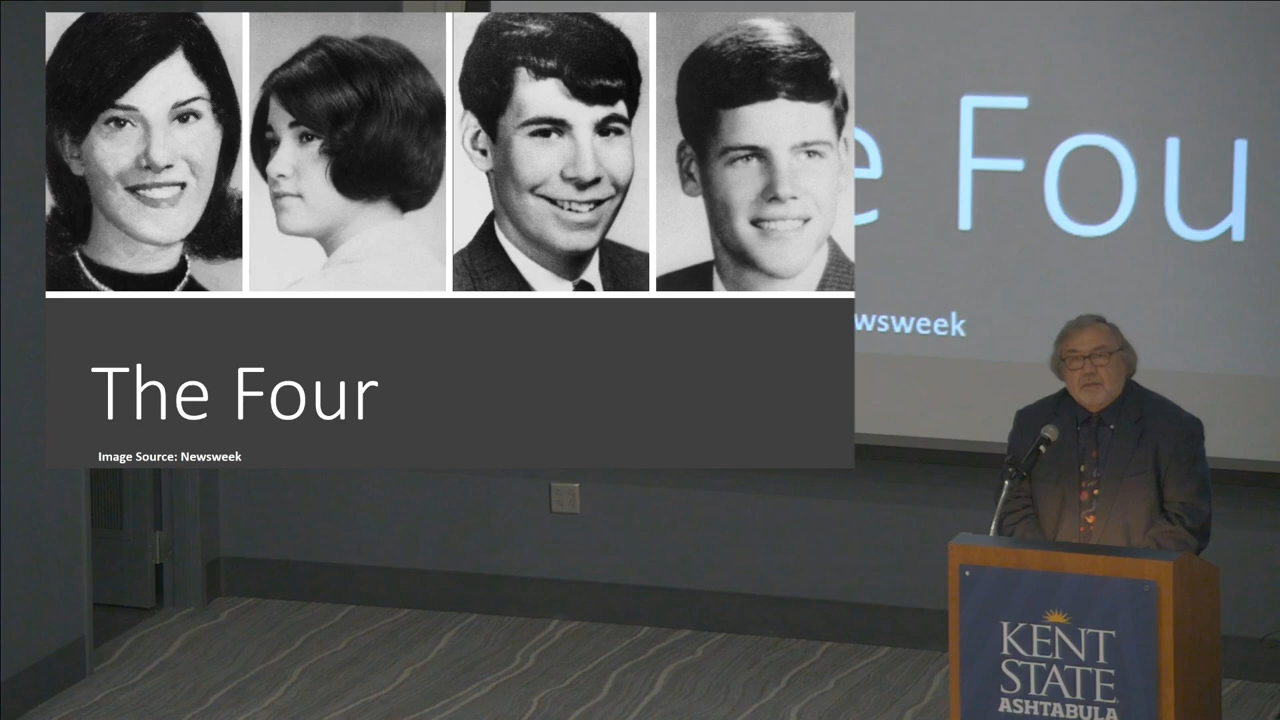 The Four
Image Source: Newsweek
e Fou
wsweek
KENT
STATE
ASHTABULA